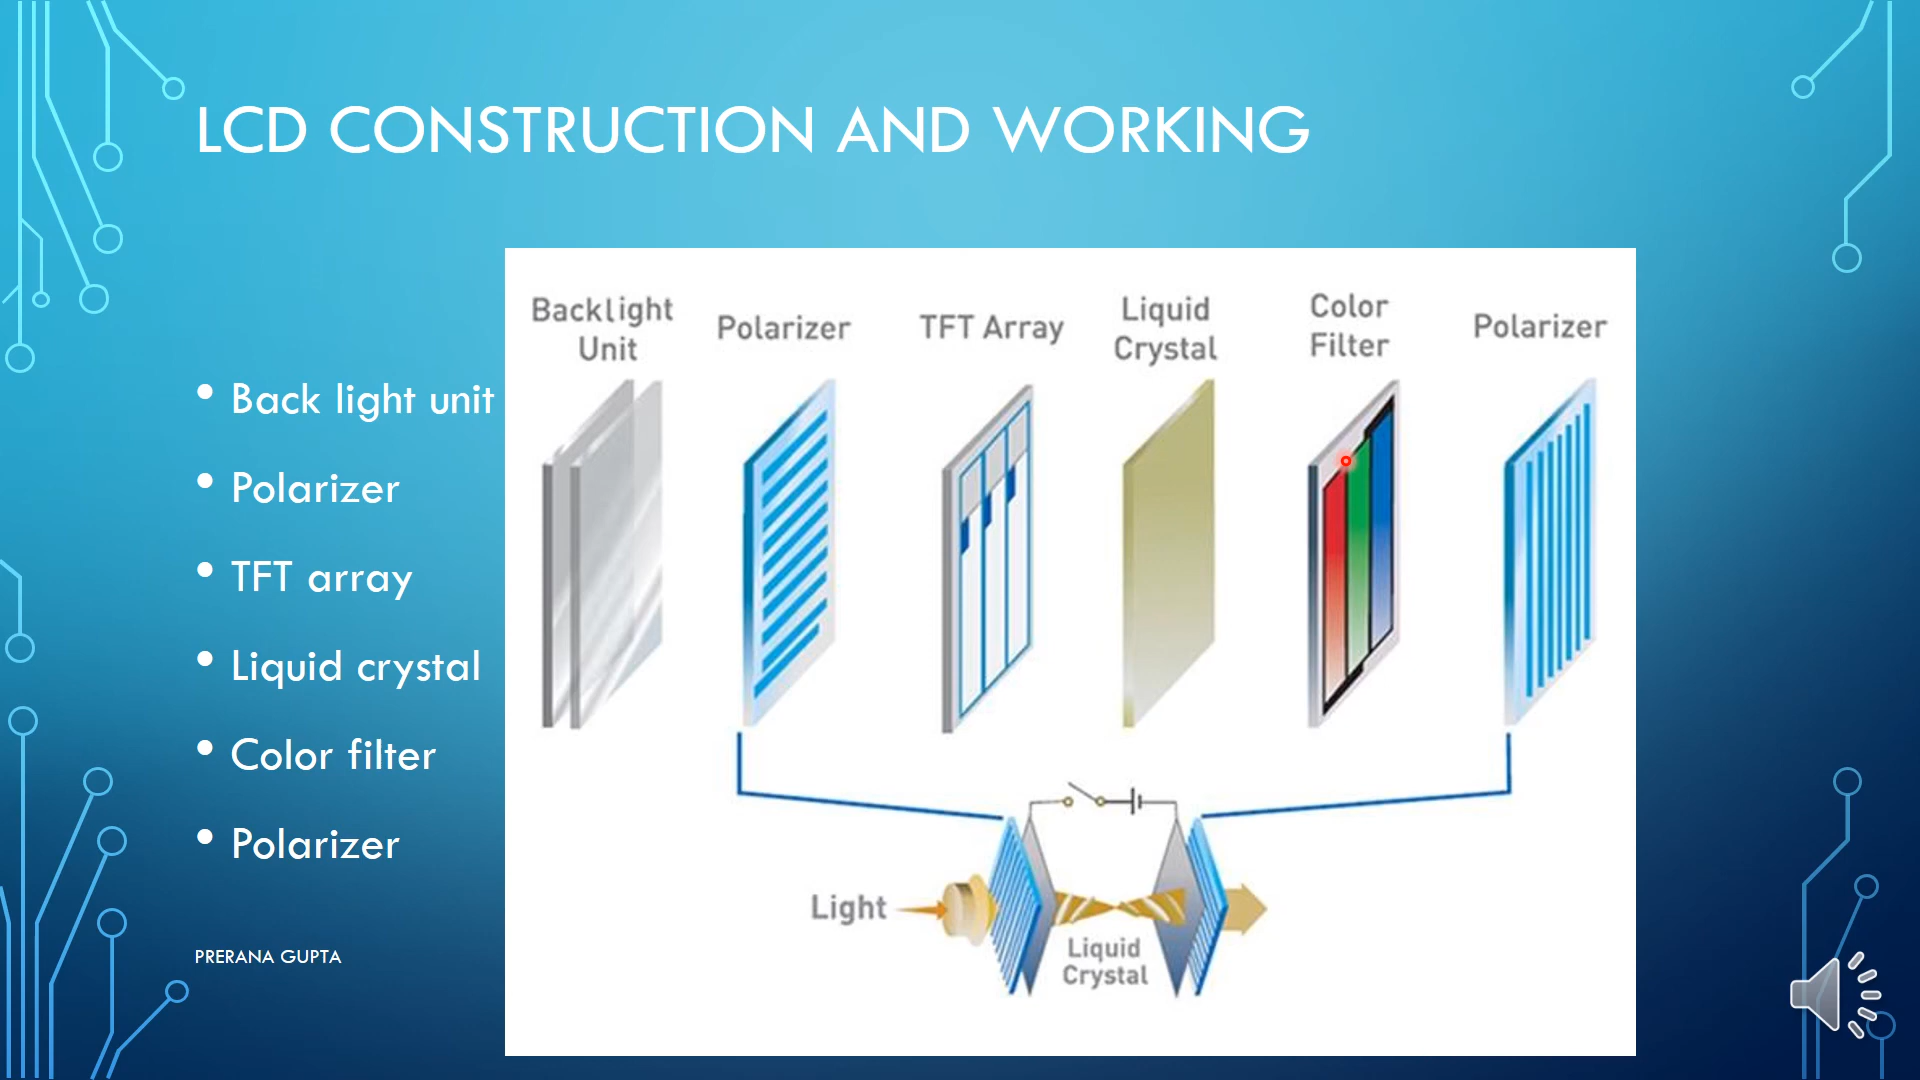 LCD CONSTRUCTION AND WORKING
• Back light unit
• Polarizer
• TFT array
• Liquid crystal
• Color filter
• Polarizer
PRERANA GUPTA
Backlight
Unit
Polarizer
TFT Array
Liquid
Crystal
Color
Filter
Polarizer
Light
Liquid
Crystal